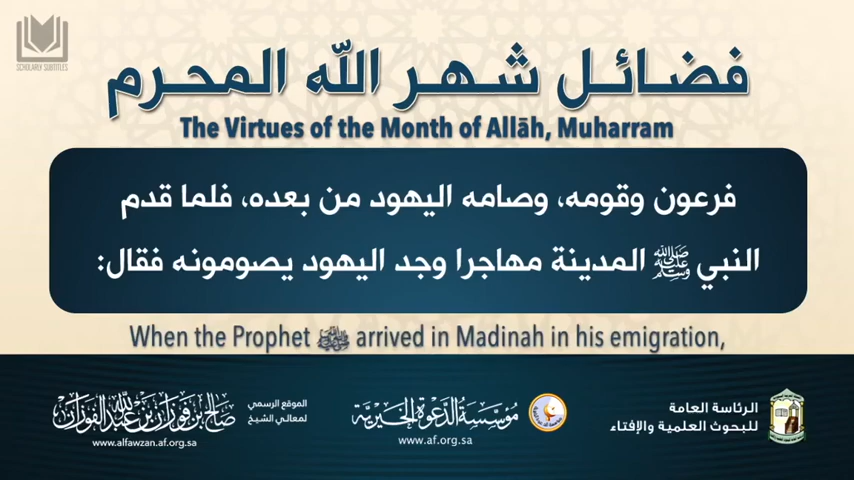 SCHOLARLY SUBTITLES
فضائل شهر الله المحرم
The Virtues of the Month of Allāh, Muharram
فرعون وقومه، وصامه اليهود من بعده، فلما قدم
النبي ﷺ المدينة مهاجرا وجد اليهود يصومونه فقال:
When the Prophet ﷺ arrived in Madinah in his emigration,
الرئاسة العامة
للبحوث العلمية والإفتاء
مؤسسة الدعوة الخيرية
www.af.org.sa
الموقع الرسمي
لمعالي الشيخ
صالح بن فوزان بن عبد الله الفوزان
www.alfawzan.af.org.sa